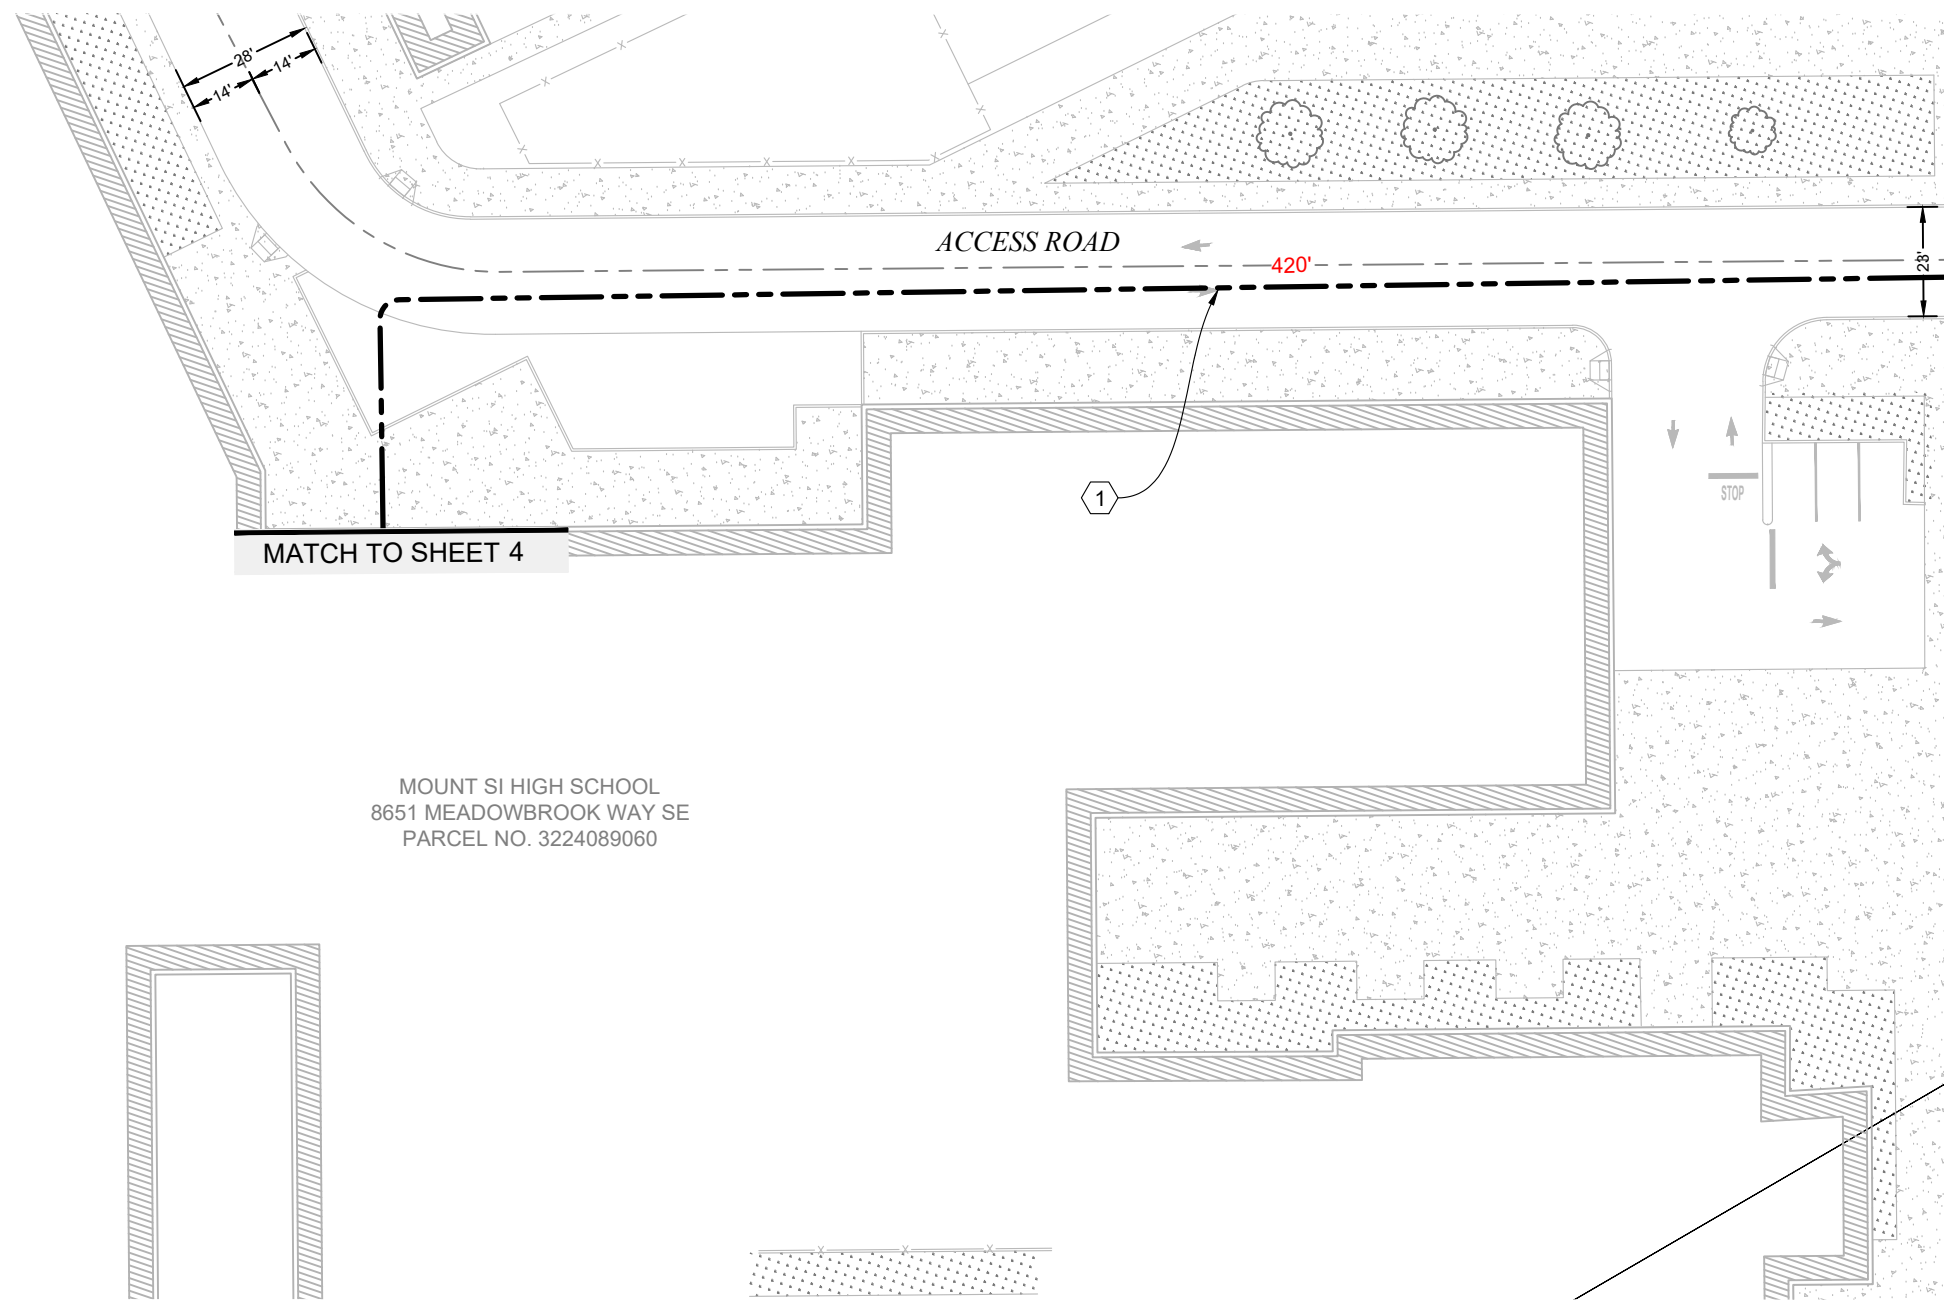 28'
14'
14'
ACCESS ROAD
420'
23'
1
STOP
MATCH TO SHEET 4
MOUNT SI HIGH SCHOOL
8651 MEADOWBROOK WAY SE
PARCEL NO. 3224089060